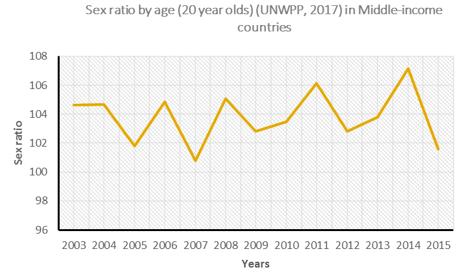 Sex ratio by age (20 year olds) (UNWPP, 2017) in Middle-income
countries
108
106
104
102
100
98
96
Sex ratio
2003 2004 2005 2006 2007 2008 2009 2010 2011 2012 2013 2014 2015
Years